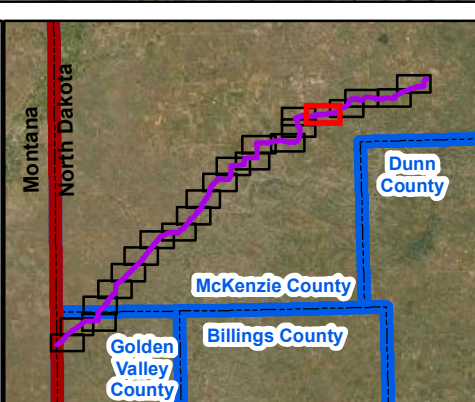 Montana
North Dakota
Dunn
County
McKenzie County
Billings County
Golden
Valley
County